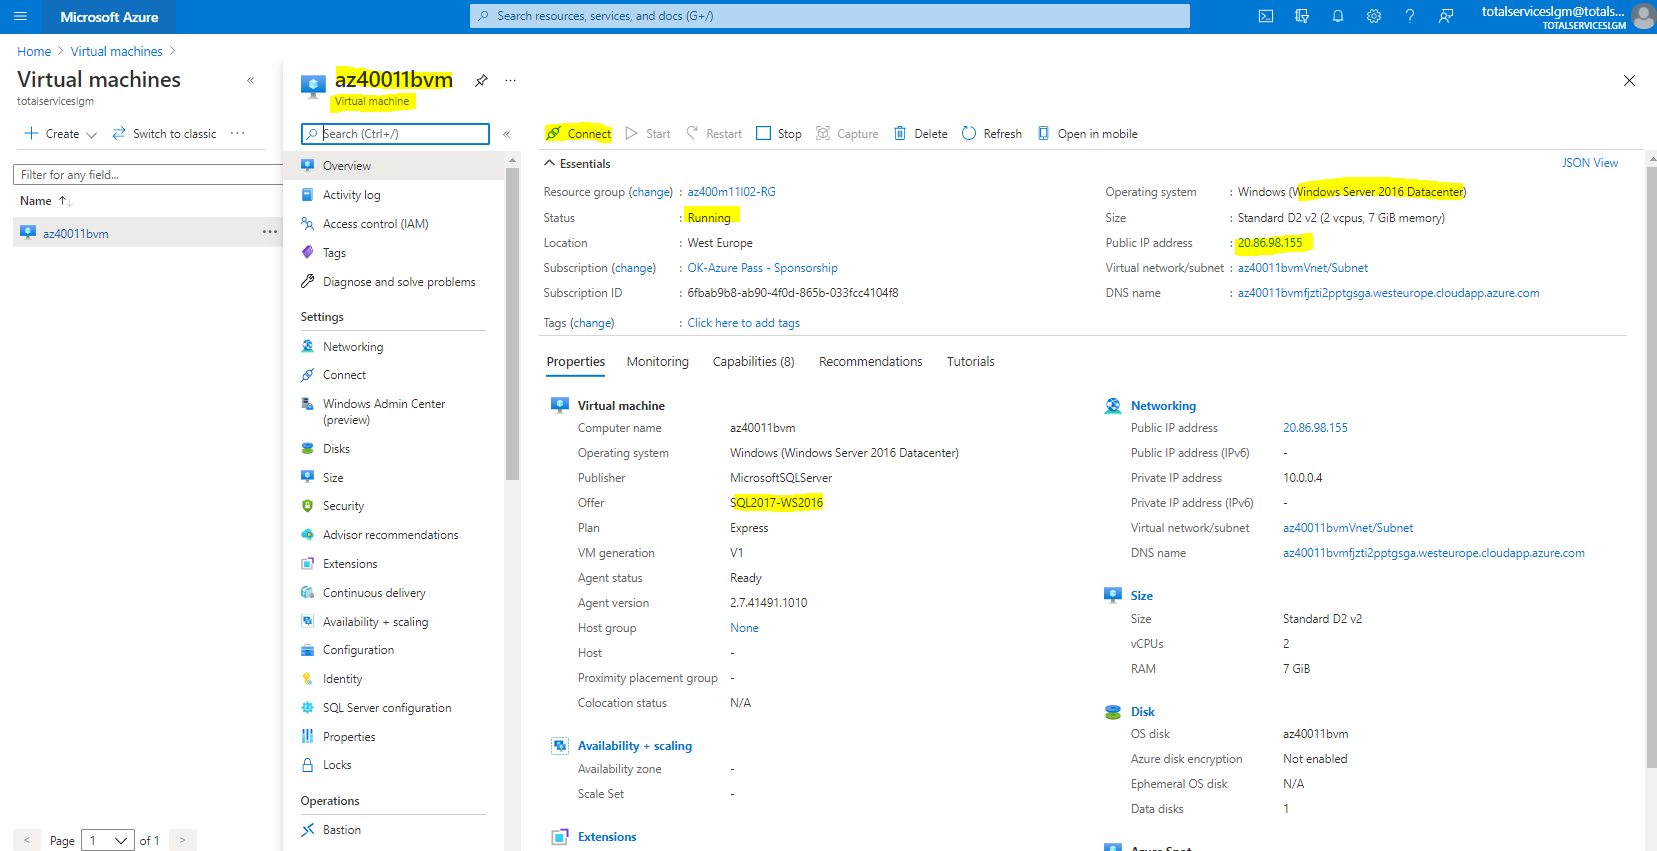 Microsoft Azure
Search resources, services, and docs (G+/)
totalserviceslgm@totals...
TOTALSERVICESLGM
Home > Virtual machines >
Virtual machines
totalserviceslgm
«
Create
Switch to classic
...
Filter for any field...
Name ↑↓
az40011bvm
...
< Page 1 of 1 >
az40011bvm
...
Virtual machine
Search (Ctrl+/)
«
Overview
Activity log
Access control (IAM)
Tags
Diagnose and solve problems
Settings
Networking
Connect
Windows Admin Center
(preview)
Disks
Size
Security
Advisor recommendations
Extensions
Continuous delivery
Availability + scaling
Configuration
Identity
SQL Server configuration
Properties
Locks
Operations
Bastion
Connect
Start
Restart
Stop
Capture
Delete
Refresh
Open in mobile
Essentials
JSON View
Resource group (change) : az400m11l02-RG
Status : Running
Location : West Europe
Subscription (change) : OK-Azure Pass - Sponsorship
Subscription ID : 6fbab9b8-ab90-4f0d-865b-033fcc4104f8
Tags (change) : Click here to add tags
Operating system : Windows (Windows Server 2016 Datacenter)
Size : Standard D2 v2 (2 vcpus, 7 GiB memory)
Public IP address : 20.86.98.155
Virtual network/subnet : az40011bvmVnet/Subnet
DNS name : az40011bvmfjzti2pptgsga.westeurope.cloudapp.azure.com
Properties
Monitoring
Capabilities (8)
Recommendations
Tutorials
Virtual machine
Computer name az40011bvm
Operating system Windows (Windows Server 2016 Datacenter)
Publisher MicrosoftSQLServer
Offer SQL2017-WS2016
Plan Express
VM generation V1
Agent status Ready
Agent version 2.7.41491.1010
Host group None
Host -
Proximity placement group -
Colocation status N/A
Availability + scaling
Availability zone -
Scale Set -
Extensions
Networking
Public IP address 20.86.98.155
Public IP address (IPv6) -
Private IP address 10.0.0.4
Private IP address (IPv6) -
Virtual network/subnet az40011bvmVnet/Subnet
DNS name az40011bvmfjzti2pptgsga.westeurope.cloudapp.azure.com
Size
Size Standard D2 v2
vCPUs 2
RAM 7 GiB
Disk
OS disk az40011bvm
Azure disk encryption Not enabled
Ephemeral OS disk N/A
Data disks 1
Azure Spot